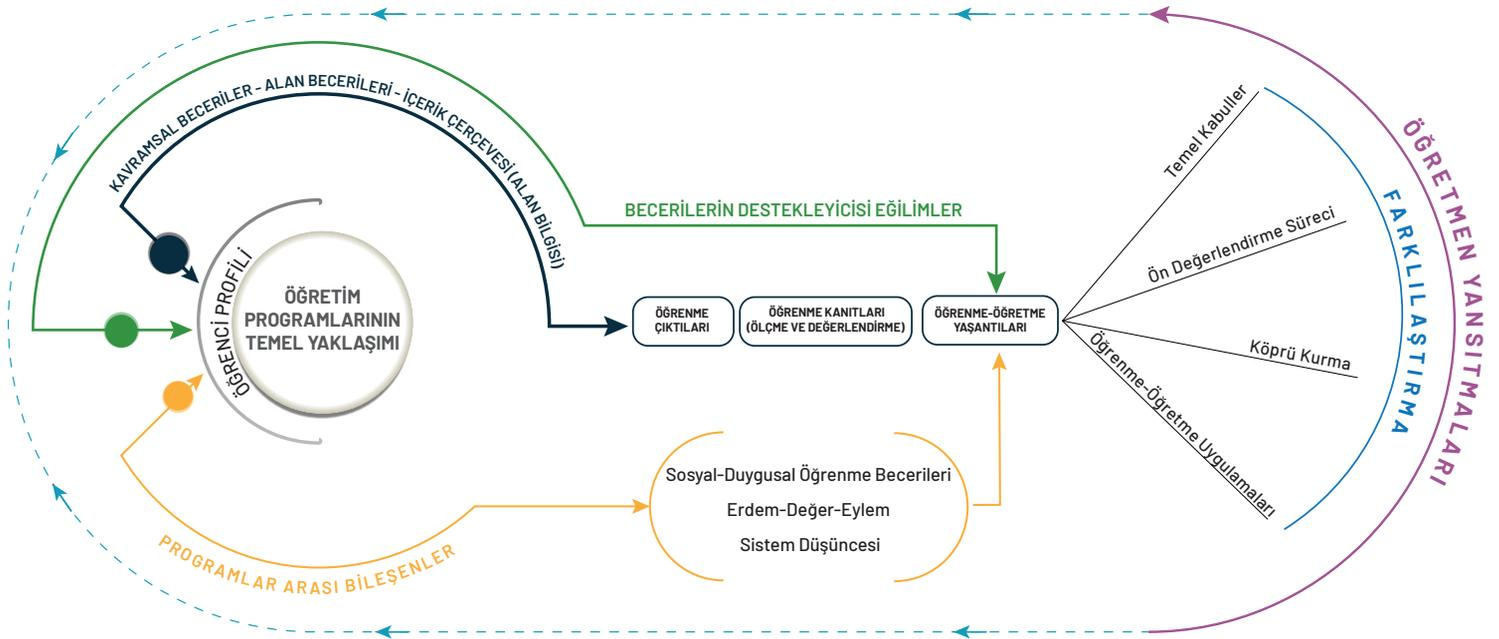 KAVRAMSAL BECERİLER - ALAN BECERİLERİ - İÇERİK ÇERÇEVESİ (ALAN BİLGİSİ)
ÖĞRENCİ PROFİLİ
ÖĞRETİM
PROGRAMLARININ
TEMEL YAKLAŞIMI
BECERİLERİN DESTEKLEYİCİSİ EĞİLİMLER
ÖĞRENME
ÇIKTILARI
ÖĞRENME KANITLARI
(ÖLÇME VE DEĞERLENDİRME)
ÖĞRENME-ÖĞRETME
YAŞANTILARI
PROGRAMLAR ARASI BİLEŞENLER
Sosyal-Duygusal Öğrenme Becerileri
Erdem-Değer-Eylem
Sistem Düşüncesi
Temel Kabuller
Ön Değerlendirme Süreci
Köprü Kurma
Öğrenme-Öğretme Uygulamaları
FARKLILAŞTIRMA
ÖĞRETMEN YANSITMALARI